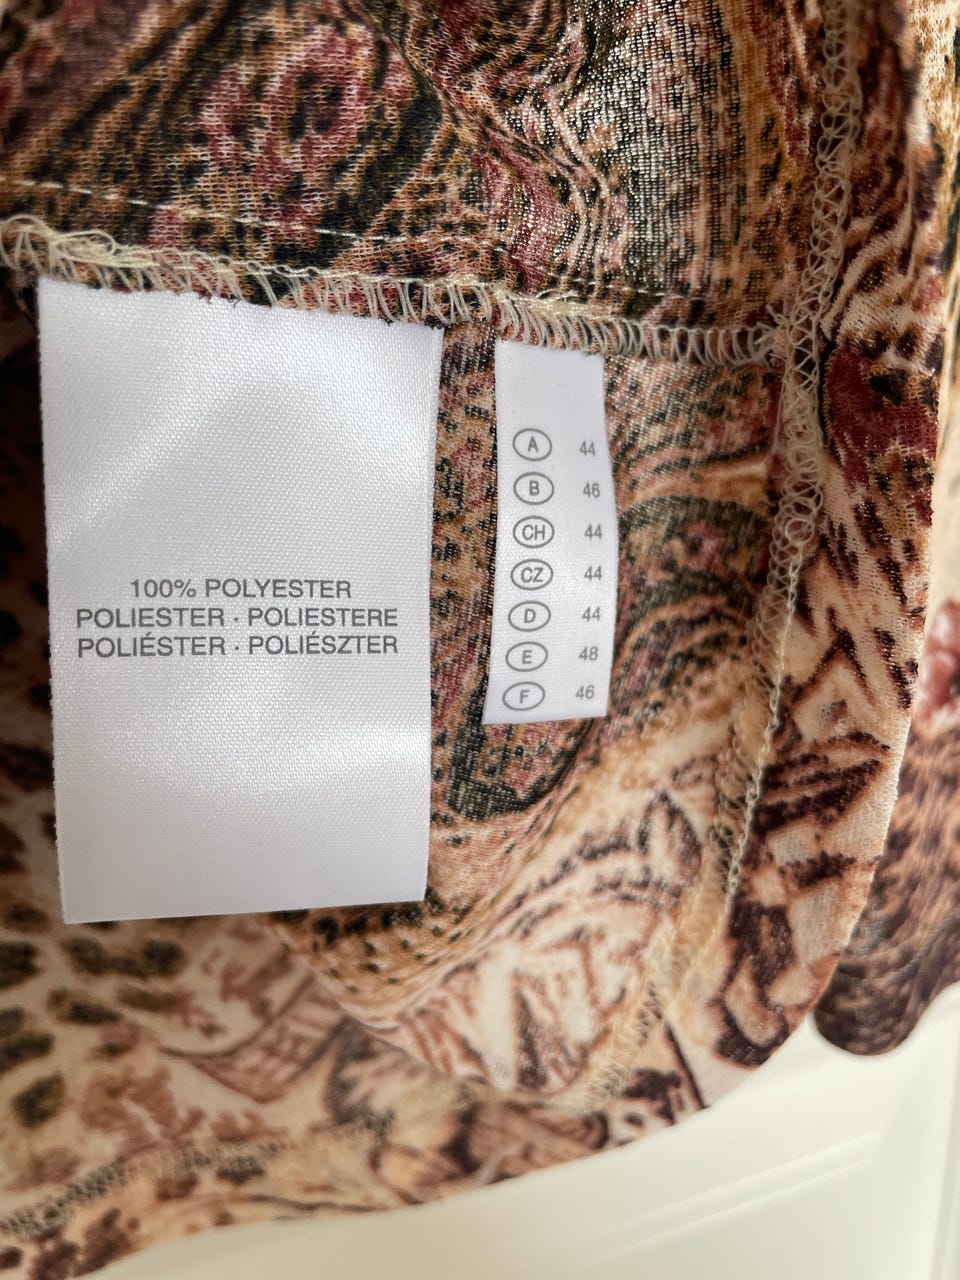 100% POLYESTER
POLIESTER · POLIESTERE
POLIÉSTER · POLIÉSZTER
A 44
B 46
CH 44
CZ 44
D 44
E 48
F 46